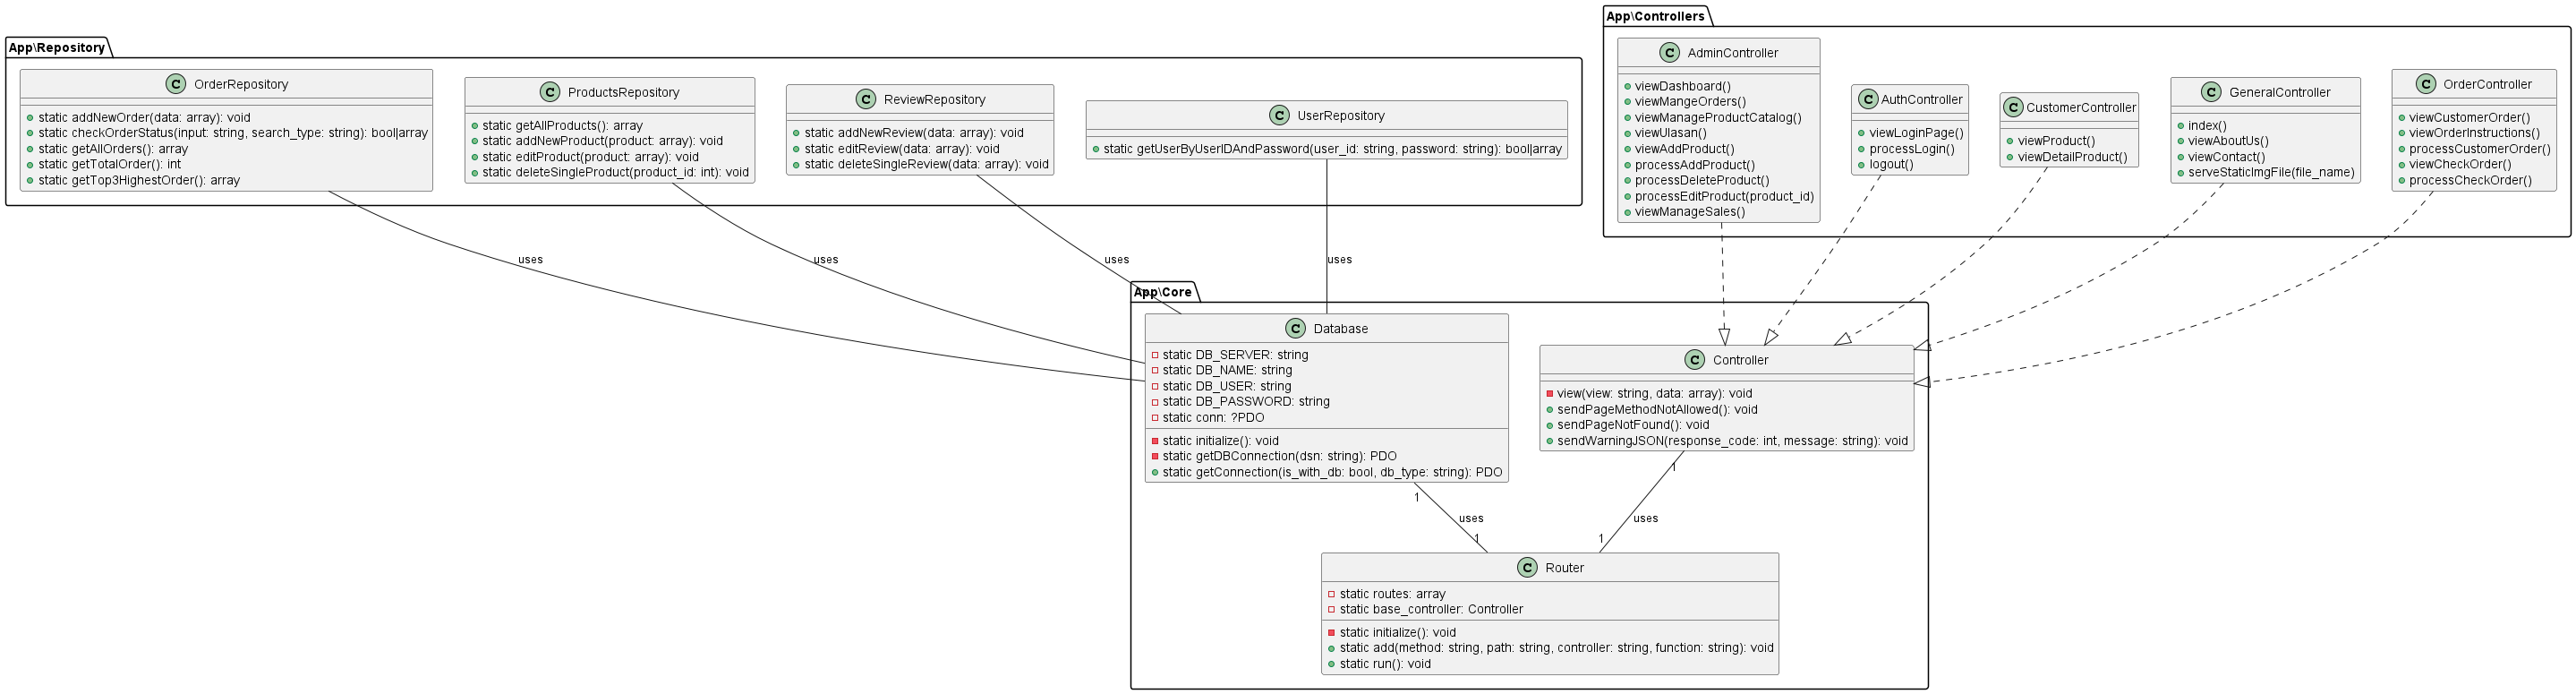 App\Repository
OrderRepository
static addNewOrder(data: array): void
static checkOrderStatus(input: string, search_type: string): bool|array
static getAllOrders(): array
static getTotalOrder(): int
static getTop3HighestOrder(): array
ProductsRepository
static getAllProducts(): array
static addNewProduct(product: array): void
static editProduct(product: array): void
static deleteSingleProduct(product_id: int): void
ReviewRepository
static addNewReview(data: array): void
static editReview(data: array): void
static deleteSingleReview(data: array): void
UserRepository
static getUserByUserIDAndPassword(user_id: string, password: string): bool|array
App\Controllers
AdminController
viewDashboard()
viewMangeOrders()
viewManageProductCatalog()
viewUlasan()
viewAddProduct()
processAddProduct()
processDeleteProduct()
processEditProduct(product_id)
viewManageSales()
AuthController
viewLoginPage()
processLogin()
logout()
CustomerController
viewProduct()
viewDetailProduct()
GeneralController
index()
viewAboutUs()
viewContact()
serveStaticImgFile(file_name)
OrderController
viewCustomerOrder()
viewOrderInstructions()
processCustomerOrder()
viewCheckOrder()
processCheckOrder()
uses
uses
uses
uses
App\Core
Database
static DB_SERVER: string
static DB_NAME: string
static DB_USER: string
static DB_PASSWORD: string
static conn: ?PDO
static initialize(): void
static getDBConnection(dsn: string): PDO
static getConnection(is_with_db: bool, db_type: string): PDO
Controller
view(view: string, data: array): void
sendPageMethodNotAllowed(): void
sendPageNotFound(): void
sendWarningJSON(response_code: int, message: string): void
1
1
uses
uses
1
1
Router
static routes: array
static base_controller: Controller
static initialize(): void
static add(method: string, path: string, controller: string, function: string): void
static run(): void